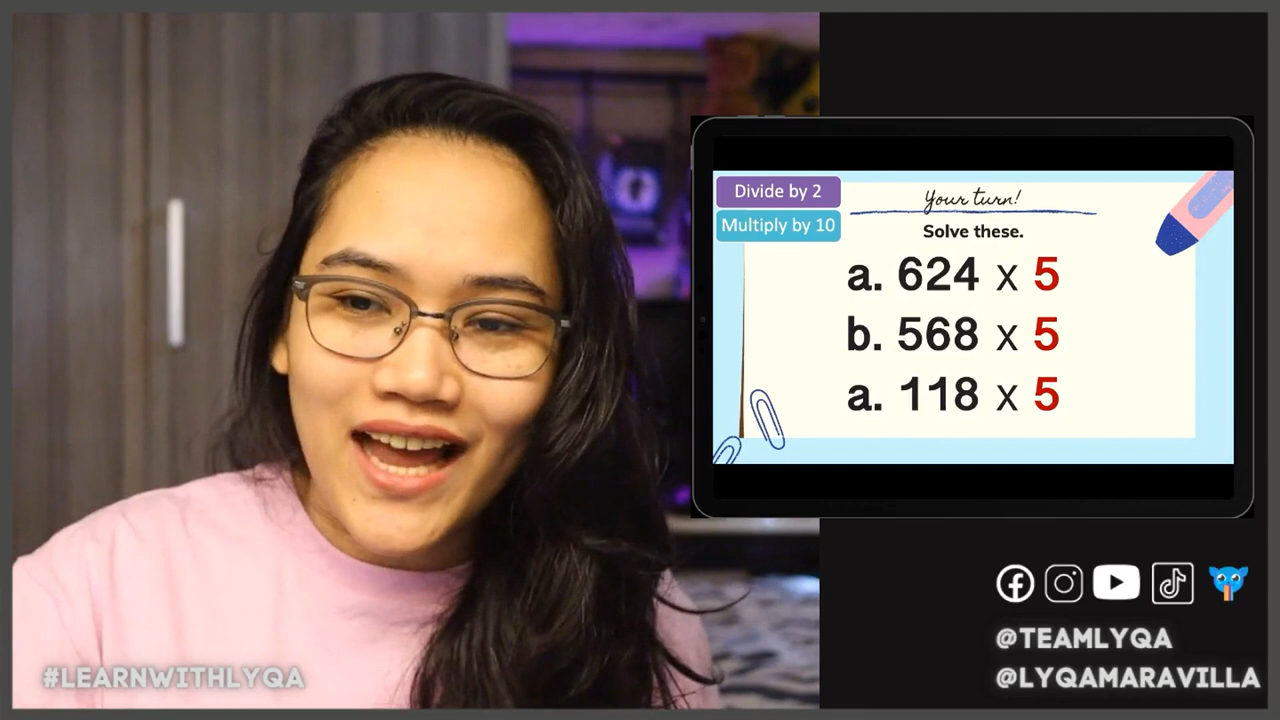 Divide by 2
Multiply by 10
Your turn!
Solve these.
a. 624 x 5
b. 568 x 5
a. 118 x 5
@TEAMLYQA
@LYQAMARAVILLA
#LEARNWITHLYQA